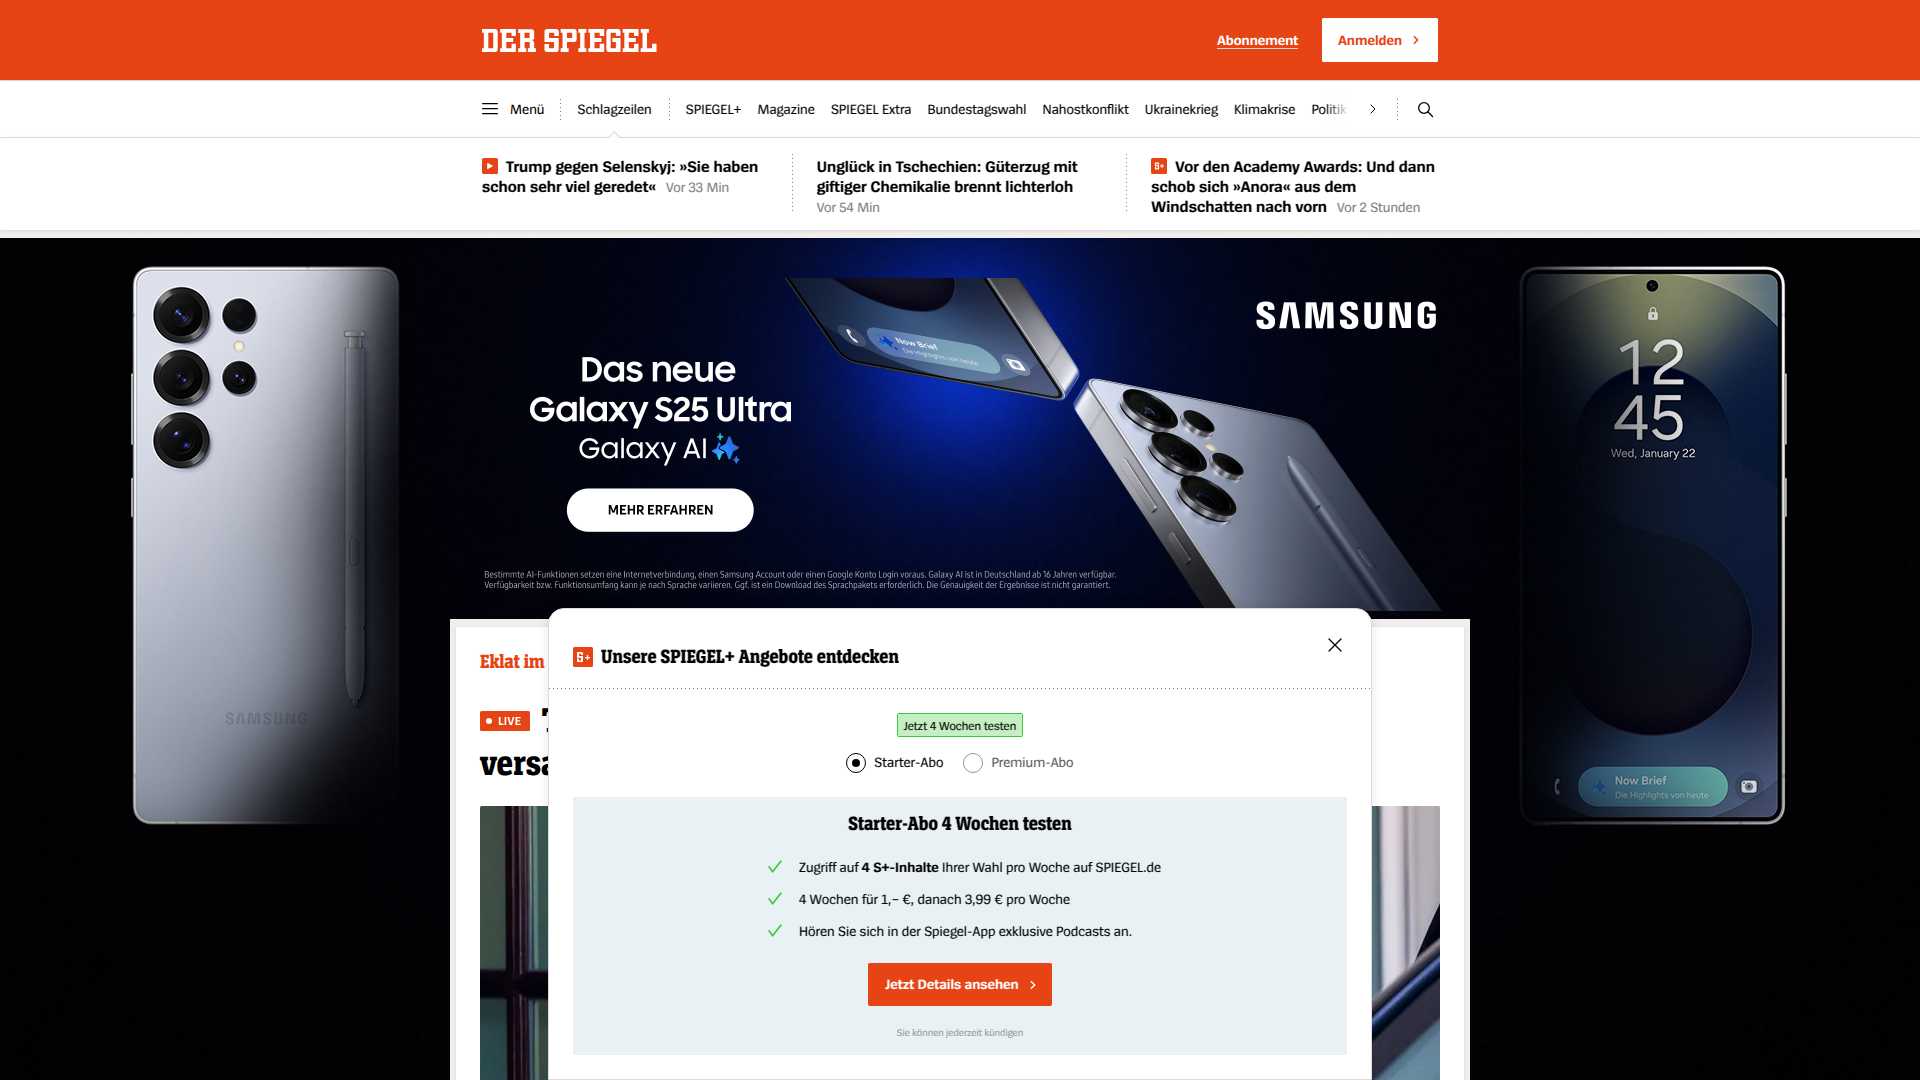 DER SPIEGEL
Abonnement
Anmelden
Menü
Schlagzeilen
SPIEGEL+
Magazine
SPIEGEL Extra
Bundestagswahl
Nahostkonflikt
Ukrainekrieg
Klimakrise
Politik
Trump gegen Selenskyj: »Sie haben
schon sehr viel geredet« Vor 33 Min
Unglück in Tschechien: Güterzug mit
giftiger Chemikalie brennt lichterloh
Vor 54 Min
S+ Vor den Academy Awards: Und dann
schob sich »Anora« aus dem
Windschatten nach vorn Vor 2 Stunden
SAMSUNG
Now Brief
Die Highlights von heute
SAMSUNG
Das neue
Galaxy S25 Ultra
Galaxy AI
MEHR ERFAHREN
Bestimmte AI-Funktionen setzen eine Internetverbindung, einen Samsung Account oder einen Google Konto Login voraus. Galaxy AI ist in Deutschland ab 16 Jahren verfügbar.
Verfügbarkeit bzw. Funktionsumfang kann je nach Sprache variieren. Ggf. ist ein Download des Sprachpakets erforderlich. Die Genauigkeit der Ergebnisse ist nicht garantiert.
12
45
Wed, January 22
Now Brief
Die Highlights von heute
Eklat im
LIVE
versa
S+ Unsere SPIEGEL+ Angebote entdecken
Jetzt 4 Wochen testen
Starter-Abo
Premium-Abo
Starter-Abo 4 Wochen testen
Zugriff auf 4 S+-Inhalte Ihrer Wahl pro Woche auf SPIEGEL.de
4 Wochen für 1,– €, danach 3,99 € pro Woche
Hören Sie sich in der Spiegel-App exklusive Podcasts an.
Jetzt Details ansehen
Sie können jederzeit kündigen